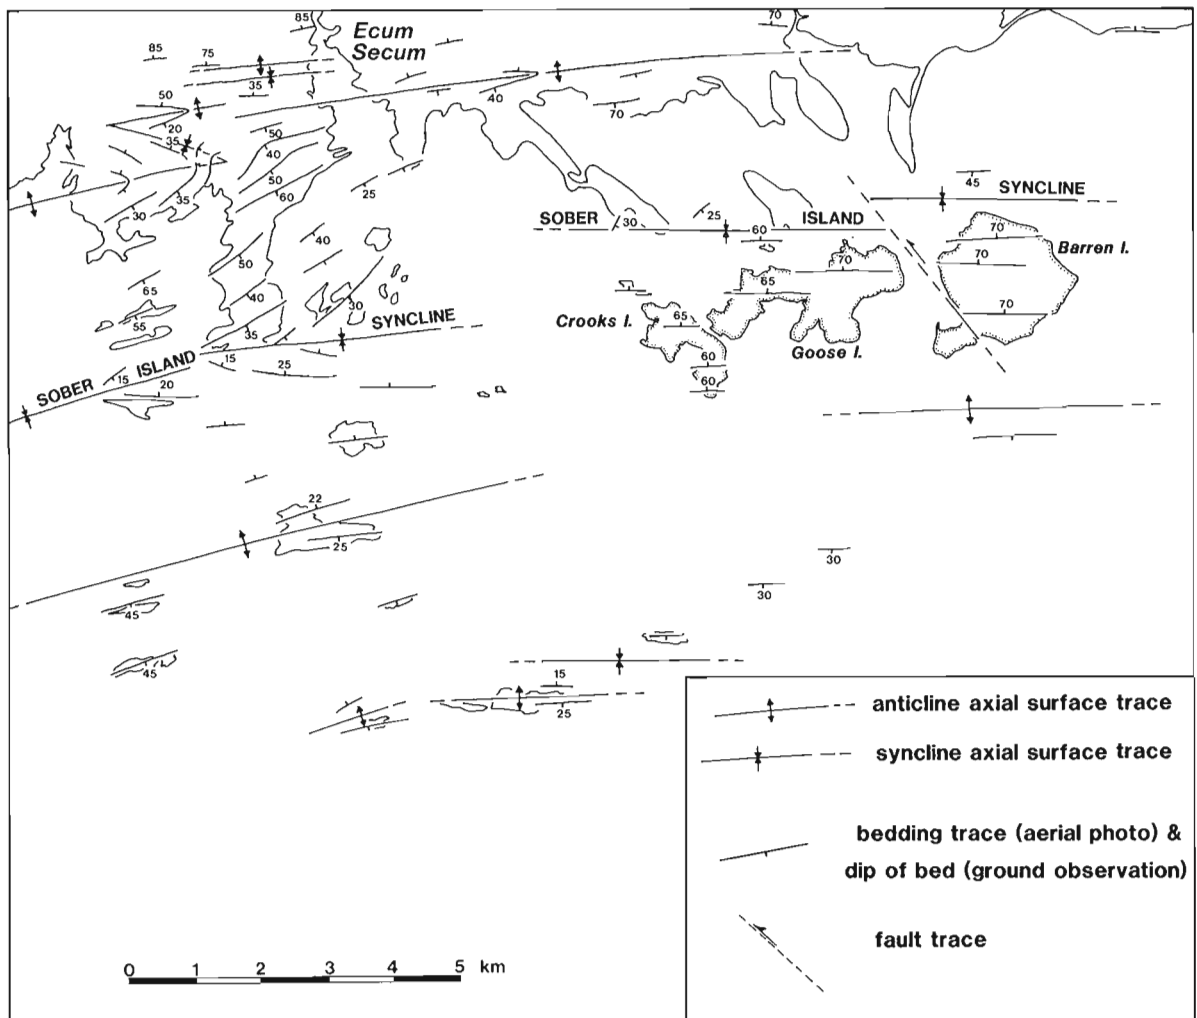 85
70
Ecum
Secum
85
75
35
50
40
70
20
35
50
40
50
60
25
45
SYNCLINE
30
35
SOBER
30
25
ISLAND
60
40
70
Barren I.
50
70
70
65
65
40
30
SYNCLINE
70
55
Crooks I.
65
35
Goose I.
ISLAND
15
60
SOBER
15
25
60
20
22
25
30
30
45
45
15
25
anticline axial surface trace
syncline axial surface trace
bedding trace (aerial photo) &
dip of bed (ground observation)
fault trace
0 1 2 3 4 5 km